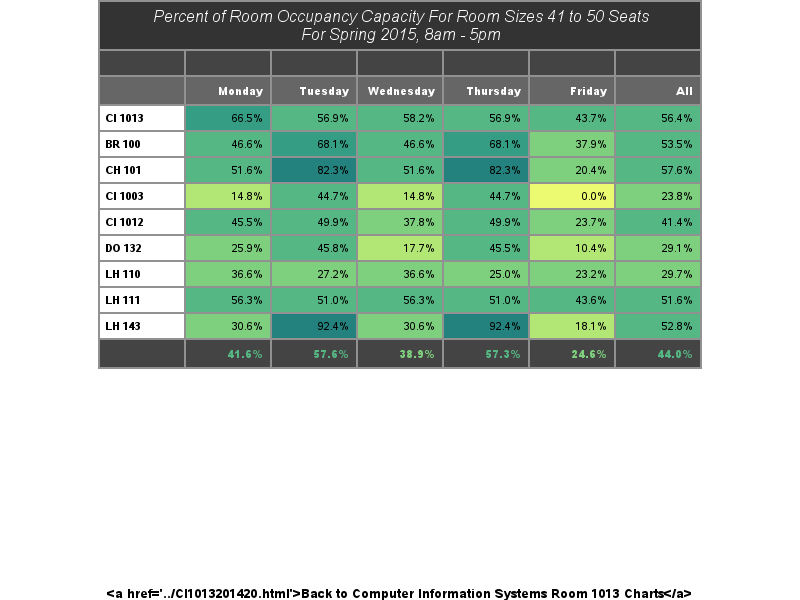 Percent of Room Occupancy Capacity For Room Sizes 41 to 50 Seats
For Spring 2015, 8am - 5pm
Monday Tuesday Wednesday Thursday Friday All
CI 1013 66.5% 56.9% 58.2% 56.9% 43.7% 56.4%
BR 100 46.6% 68.1% 46.6% 68.1% 37.9% 53.5%
CH 101 51.6% 82.3% 51.6% 82.3% 20.4% 57.6%
CI 1003 14.8% 44.7% 14.8% 44.7% 0.0% 23.8%
CI 1012 45.5% 49.9% 37.8% 49.9% 23.7% 41.4%
DO 132 25.9% 45.8% 17.7% 45.5% 10.4% 29.1%
LH 110 36.6% 27.2% 36.6% 25.0% 23.2% 29.7%
LH 111 56.3% 51.0% 56.3% 51.0% 43.6% 51.6%
LH 143 30.6% 92.4% 30.6% 92.4% 18.1% 52.8%
41.6% 57.6% 38.9% 57.3% 24.6% 44.0%
<a href='../CI1013201420.html'>Back to Computer Information Systems Room 1013 Charts</a>